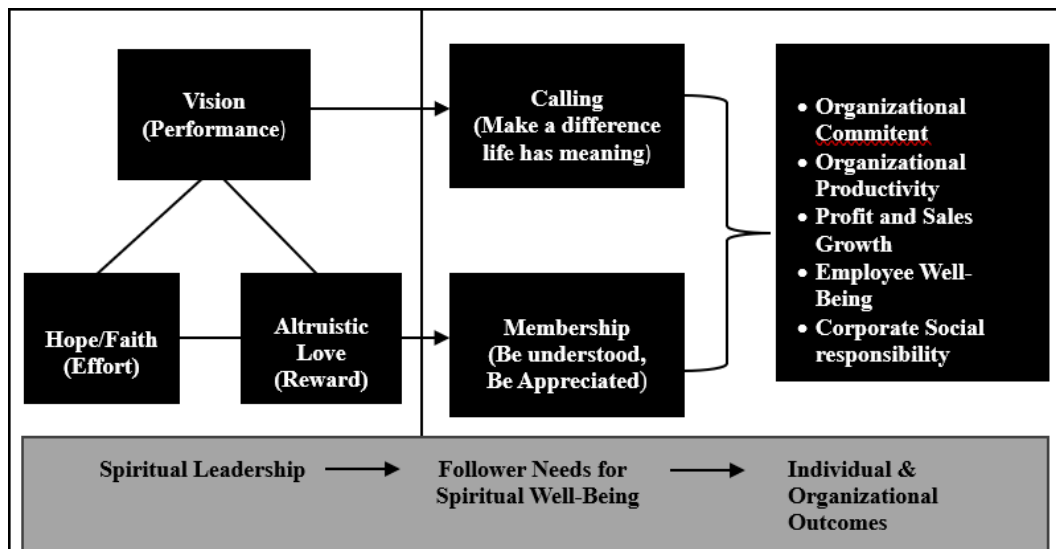 Vision
(Performance)
Calling
(Make a difference
life has meaning)
• Organizational
Commitent
• Organizational
Productivity
• Profit and Sales
Growth
• Employee Well-
Being
• Corporate Social
responsibility
Hope/Faith
(Effort)
Altruistic
Love
(Reward)
Membership
(Be understood,
Be Appreciated)
Spiritual Leadership
Follower Needs for
Spiritual Well-Being
Individual &
Organizational
Outcomes